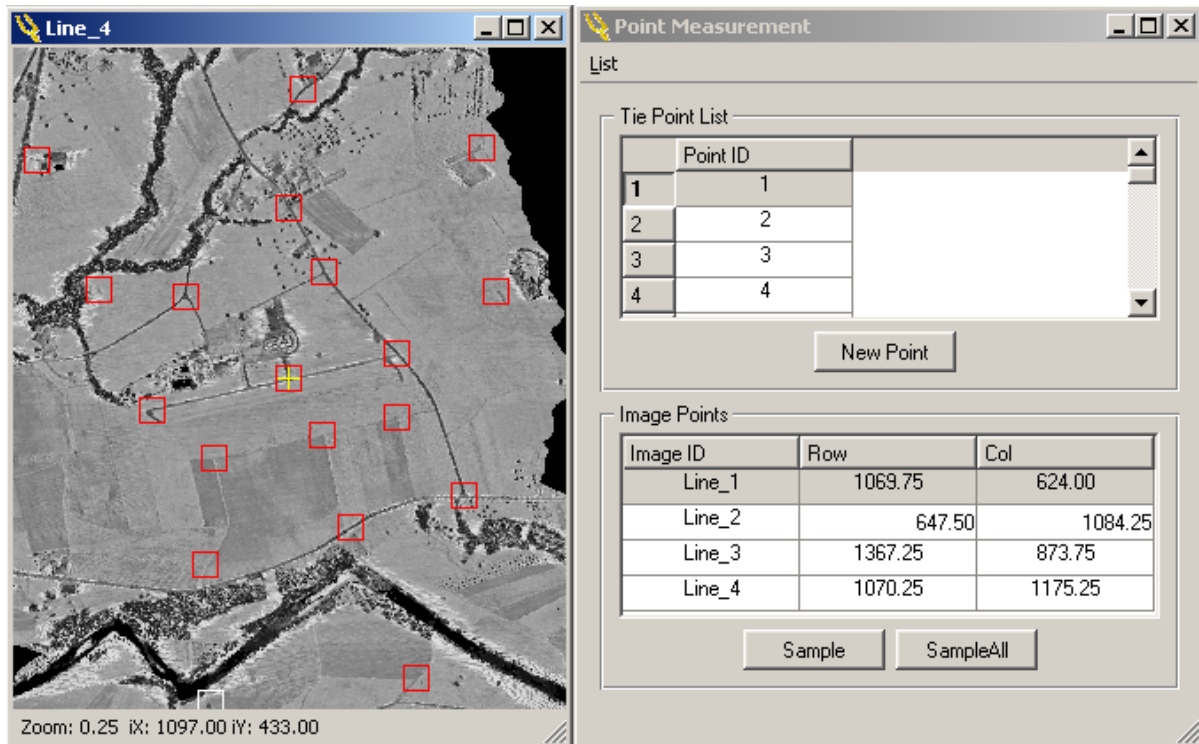 Line_4
Zoom: 0.25 iX: 1097.00 iY: 433.00
Point Measurement
List
Tie Point List
Point ID
1 1
2 2
3 3
4 4
New Point
Image Points
Image ID Row Col
Line_1 1069.75 624.00
Line_2 647.50 1084.25
Line_3 1367.25 873.75
Line_4 1070.25 1175.25
Sample SampleAll